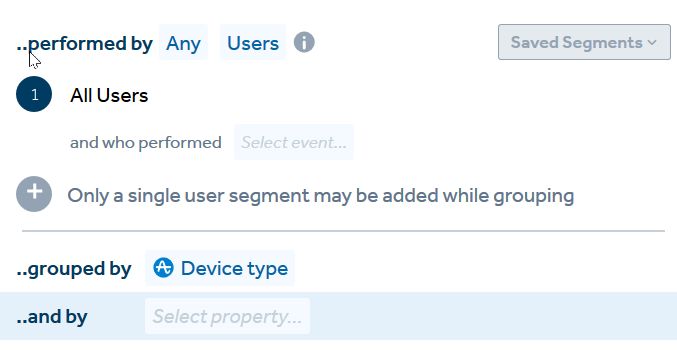 ..performed by Any Users i Saved Segments
1 All Users
and who performed Select event...
+ Only a single user segment may be added while grouping
..grouped by Device type
..and by Select property...